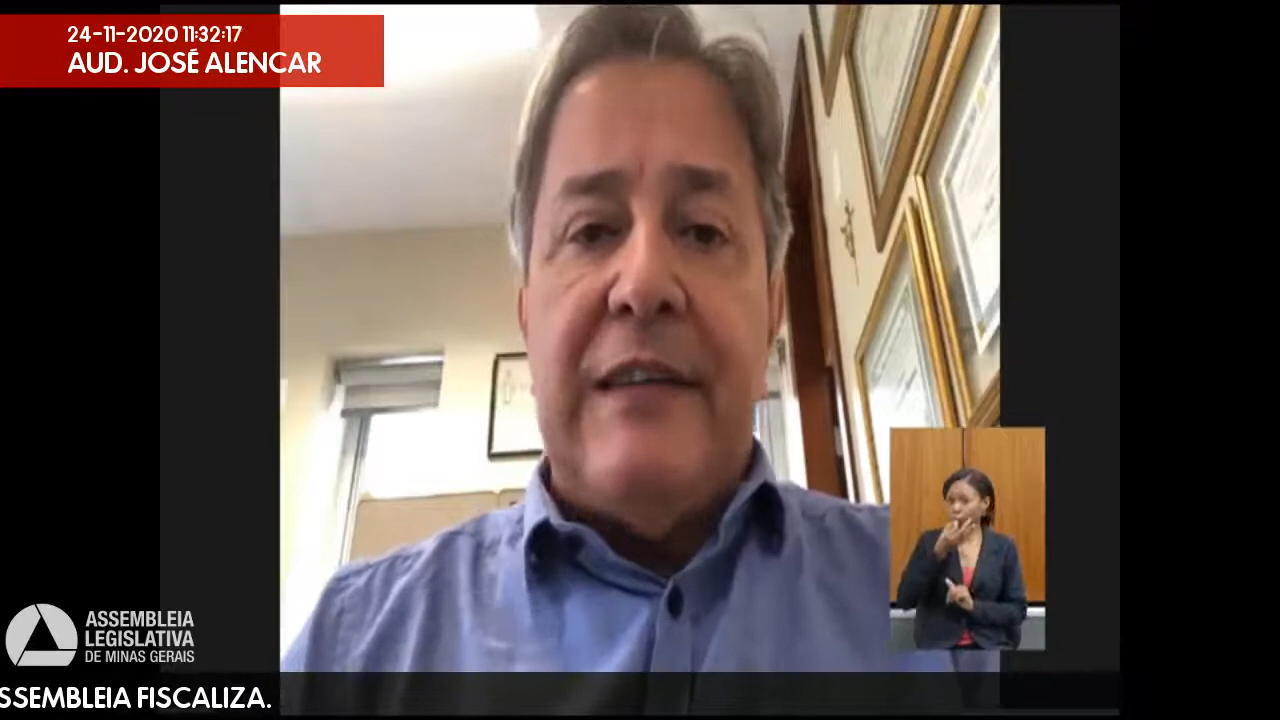 24-11-2020 11:32:17
AUD. JOSÉ ALENCAR
ASSEMBLEIA
LEGISLATIVA
DE MINAS GERAIS
SSEMBLEIA FISCALIZA.